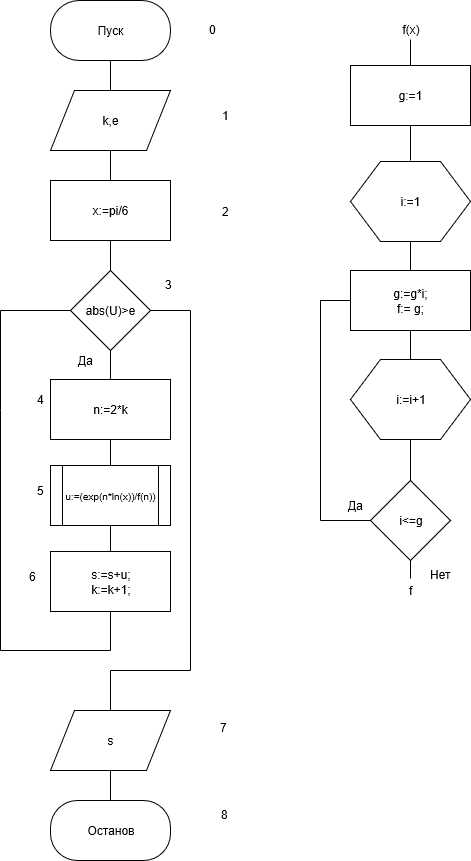 Пуск
0
k,e
1
x:=pi/6
2
3
abs(U)>e
Да
4
n:=2*k
5
u:=(exp(n*ln(x))/f(n))
6
s:=s+u;
k:=k+1;
s
7
Останов
8
f(x)
g:=1
i:=1
g:=g*i;
f:= g;
i:=i+1
Да
i<=g
Нет
f